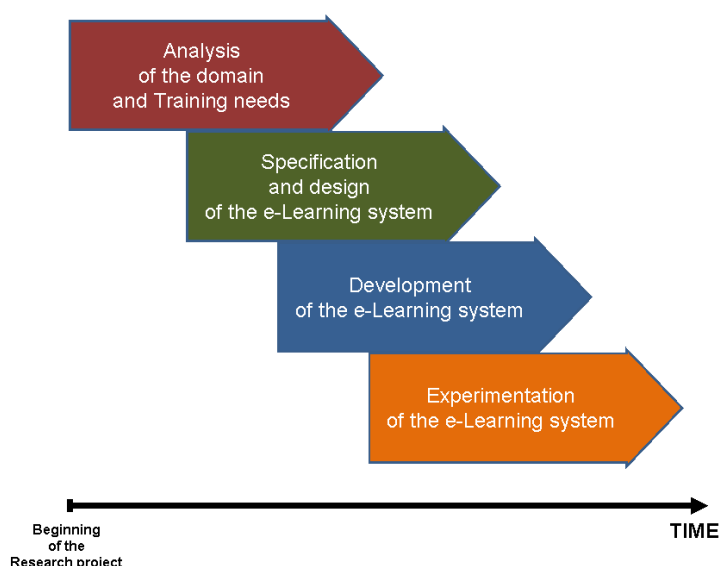 Analysis
of the domain
and Training needs
Specification
and design
of the e-Learning system
Development
of the e-Learning system
Experimentation
of the e-Learning system
Beginning
of the
Research project
TIME